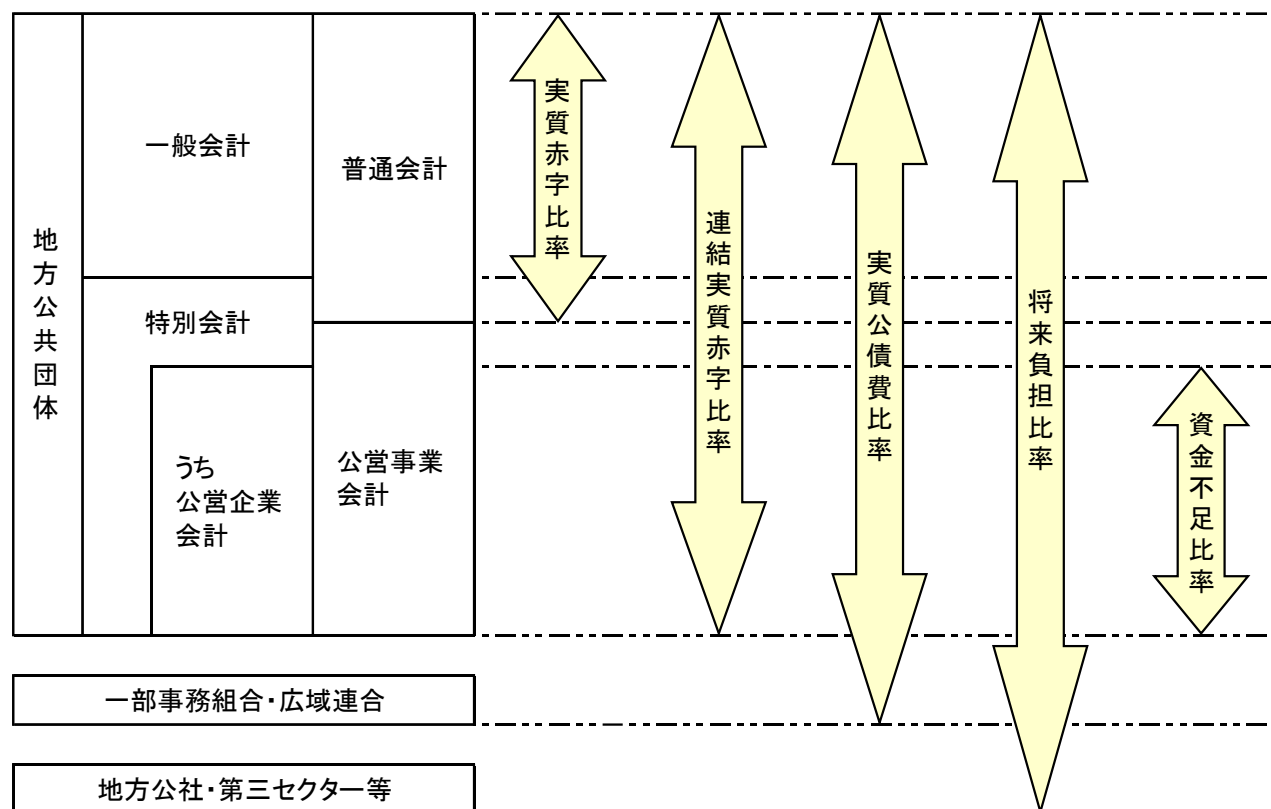 地方公共団体
一般会計
普通会計
特別会計
うち
公営企業
会計
公営事業
会計
実質赤字比率
連結実質赤字比率
実質公債費比率
将来負担比率
資金不足比率
一部事務組合・広域連合
地方公社・第三セクター等